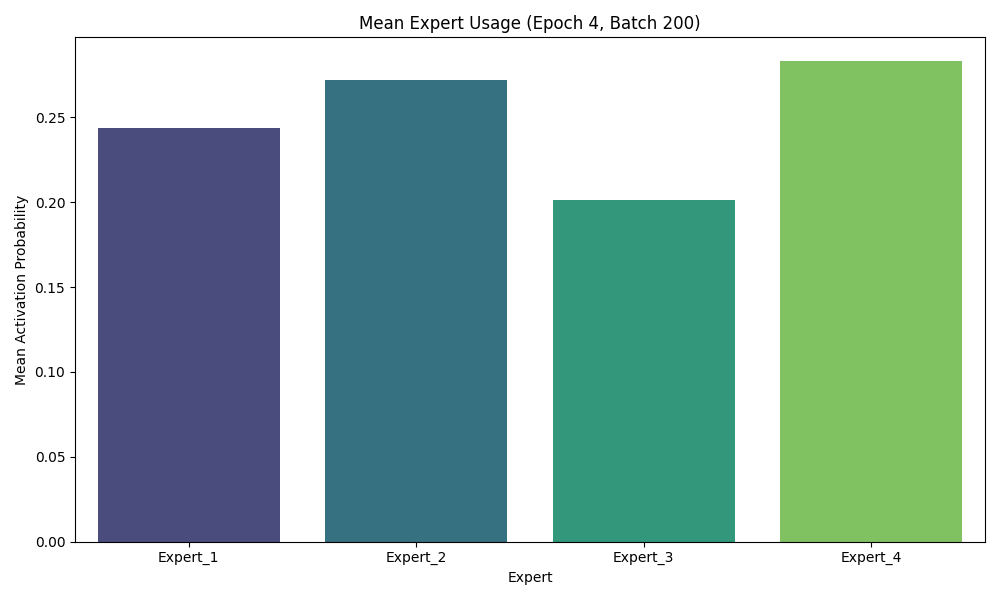 Mean Expert Usage (Epoch 4, Batch 200)
Mean Activation Probability
0.25
0.20
0.15
0.10
0.05
0.00
Expert_1 Expert_2 Expert_3 Expert_4
Expert